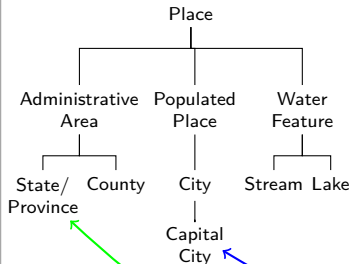 Place
Administrative Area
Populated Place
Water Feature
State/ Province
County
City
Stream
Lake
Capital City